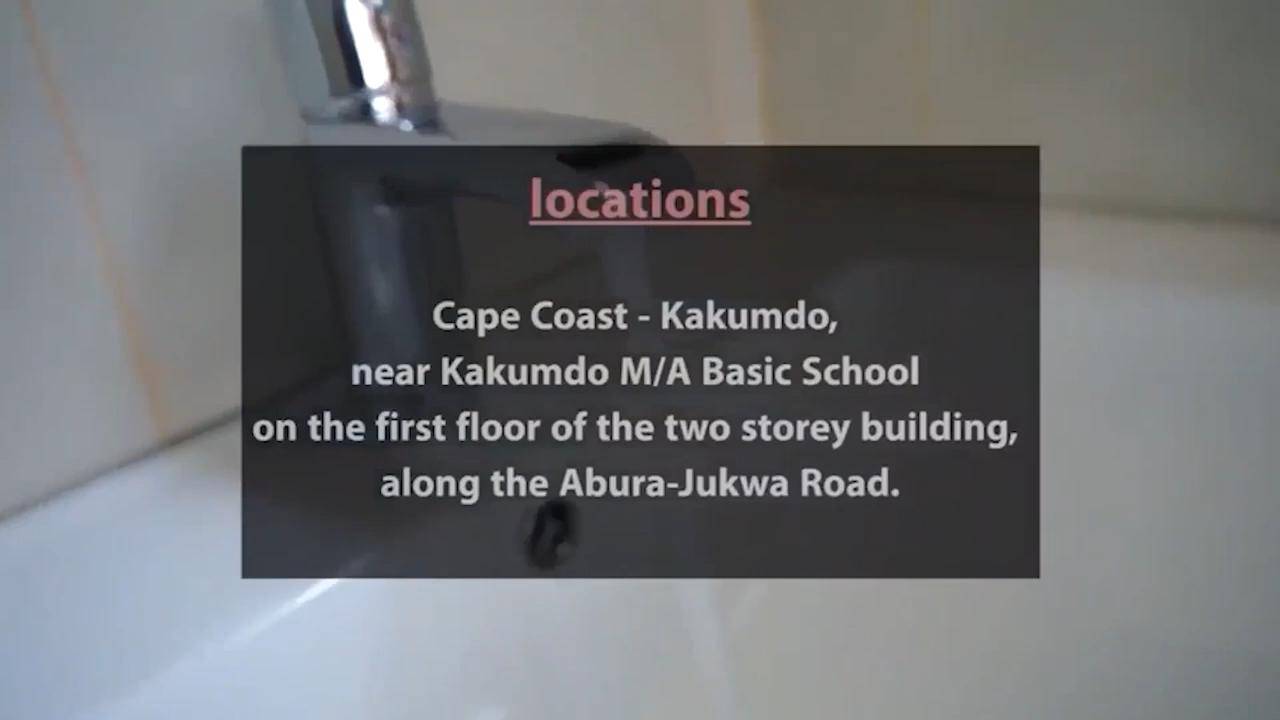 locations
Cape Coast - Kakumdo,
near Kakumdo M/A Basic School
on the first floor of the two storey building,
along the Abura-Jukwa Road.